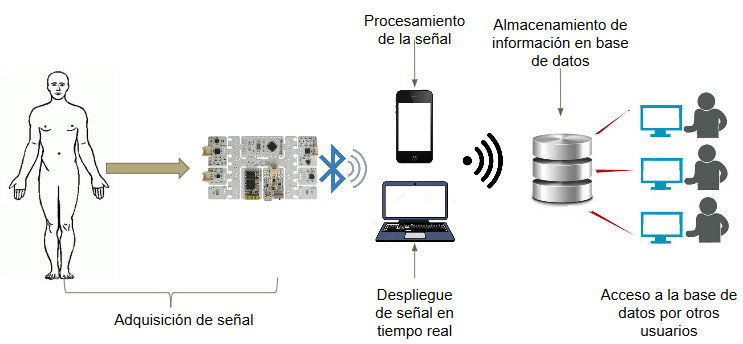 Procesamiento
de la señal
Almacenamiento de
información en base
de datos
Adquisición de señal
Despliegue
de señal en
tiempo real
Acceso a la base de
datos por otros
usuarios